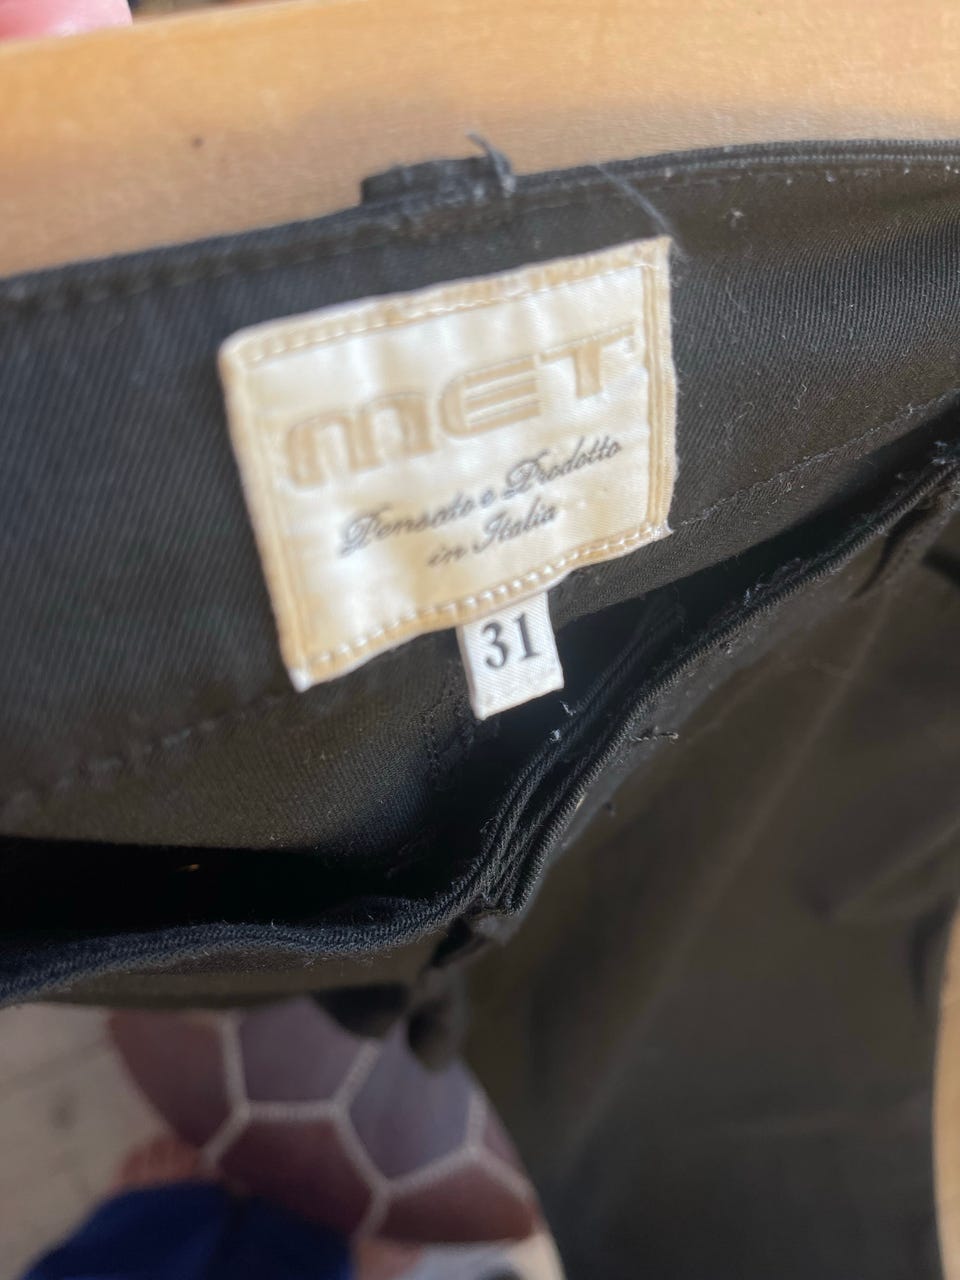 MET
Pensato e Prodotto
in Italia
31